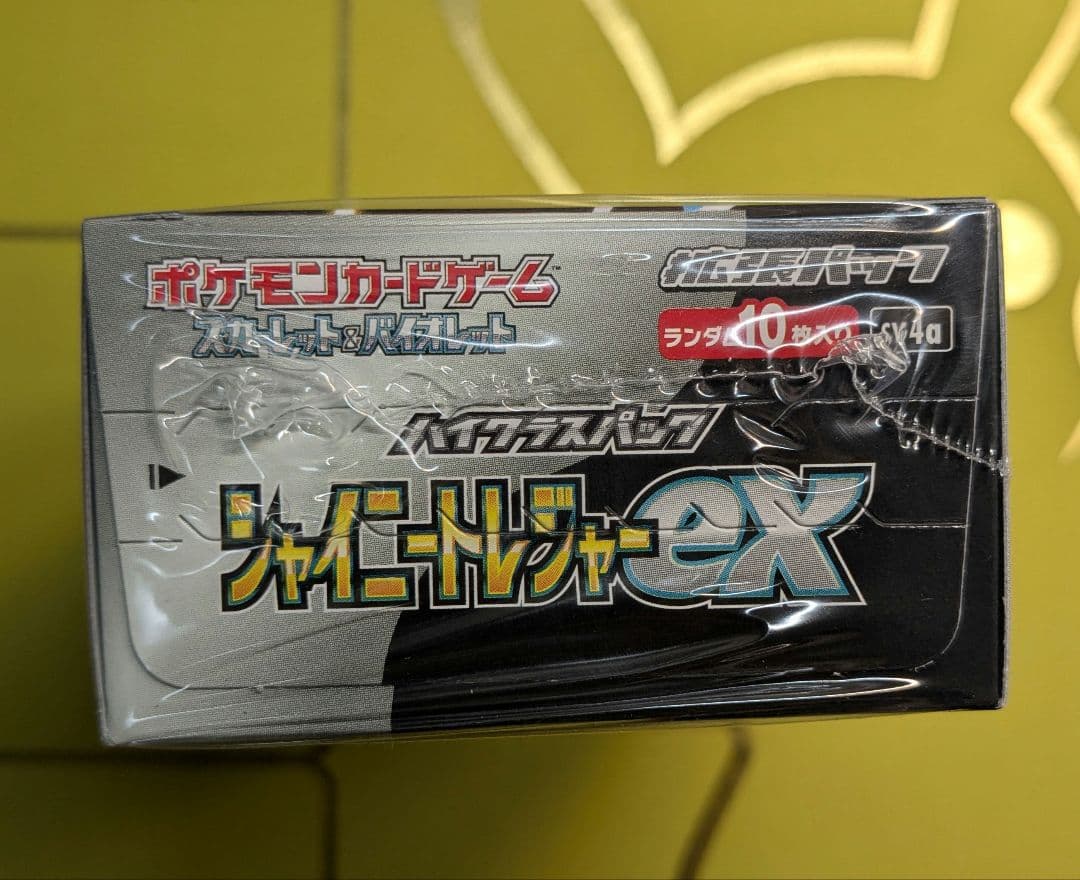 ポケモンカードゲーム™
スカーレット&バイオレット
拡張パック
ランダム10枚入り sv4a
ハイクラスパック
シャイニートレジャーex